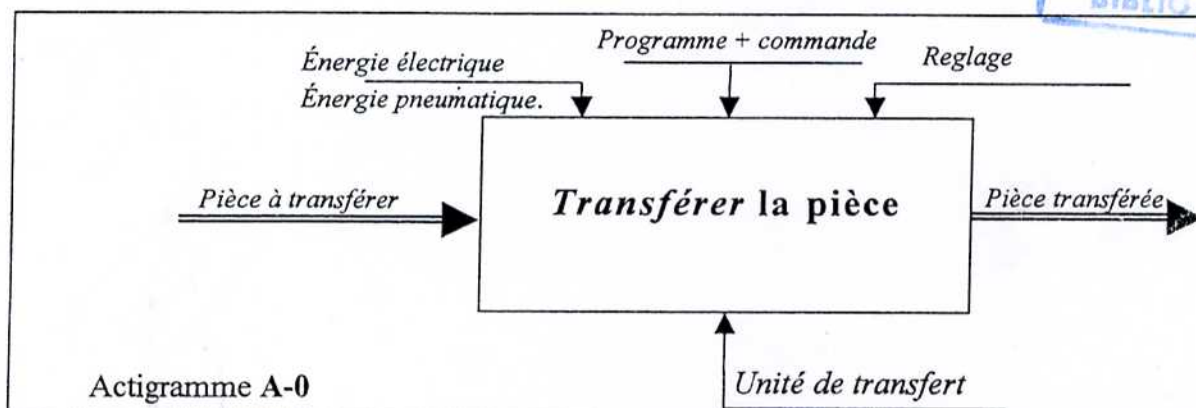 Programme + commande
Énergie électrique
Reglage
Énergie pneumatique.
Pièce à transférer
Transférer la pièce
Pièce transférée
Actigramme A-0
Unité de transfert